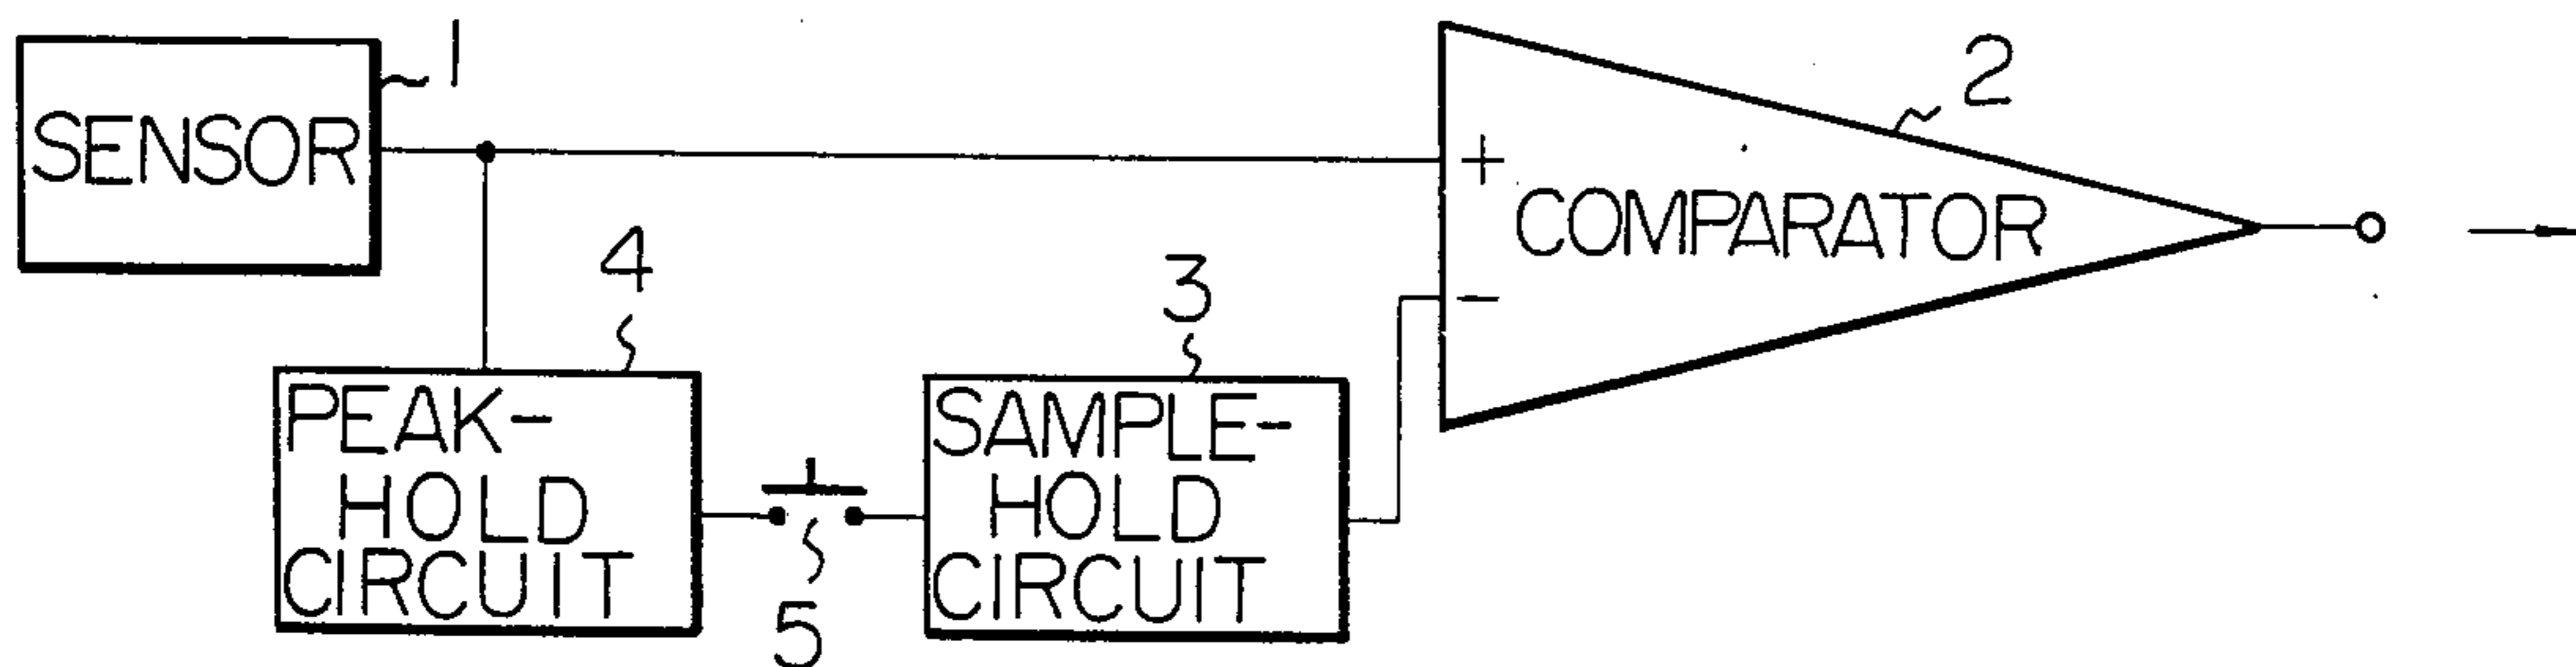 1
SENSOR
2
+
COMPARATOR
-
4
3
PEAK-
HOLD
CIRCUIT
SAMPLE-
HOLD
CIRCUIT
5